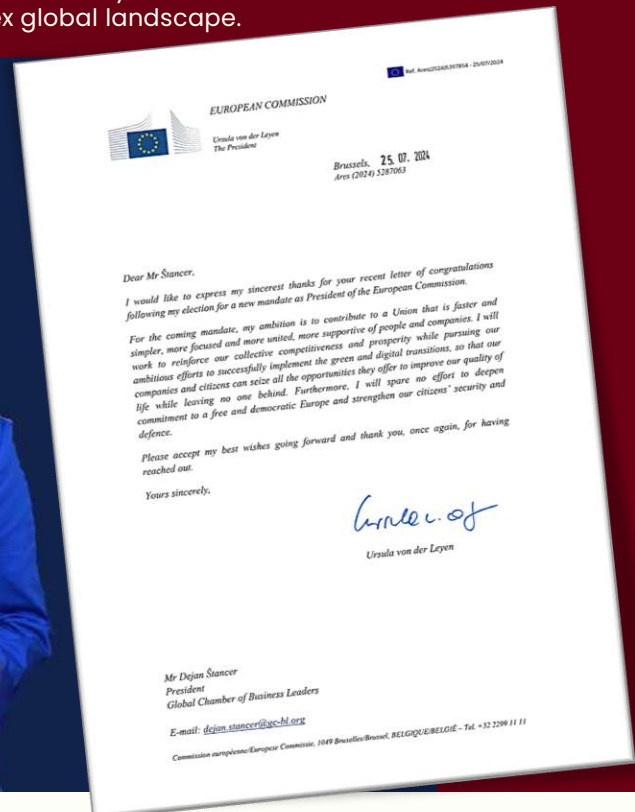 ex global landscape.
Ref. Ares(2024)5397854 - 25/07/2024
EUROPEAN COMMISSION
Ursula von der Leyen
The President
Brussels, 25. 07. 2024
Ares (2024) 5287063
Dear Mr Štancer,
I would like to express my sincerest thanks for your recent letter of congratulations
following my election for a new mandate as President of the European Commission.
For the coming mandate, my ambition is to contribute to a Union that is faster and
simpler, more focused and more united, more supportive of people and companies. I will
work to reinforce our collective competitiveness and prosperity while pursuing our
ambitious efforts to successfully implement the green and digital transitions, so that our
companies and citizens can seize all the opportunities they offer to improve our quality of
life while leaving no one behind. Furthermore, I will spare no effort to deepen
commitment to a free and democratic Europe and strengthen our citizens' security and
defence.
Please accept my best wishes going forward and thank you, once again, for having
reached out.
Yours sincerely,
Ursula von der Leyen
Mr Dejan Štancer
President
Global Chamber of Business Leaders
E-mail: dejan.stancer@gc-bl.org
Commission européenne/Europese Commissie, 1049 Bruxelles/Brussel, BELGIQUE/BELGIË – Tel. +32 2299 11 11